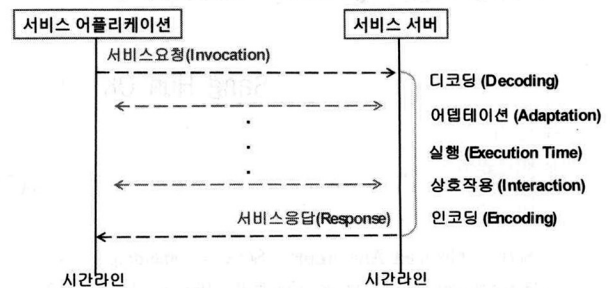 서비스 어플리케이션
서비스 서버
서비스요청(Invocation)
디코딩 (Decoding)
어뎁테이션 (Adaptation)
실행 (Execution Time)
상호작용 (Interaction)
서비스응답(Response)
인코딩 (Encoding)
시간라인
시간라인